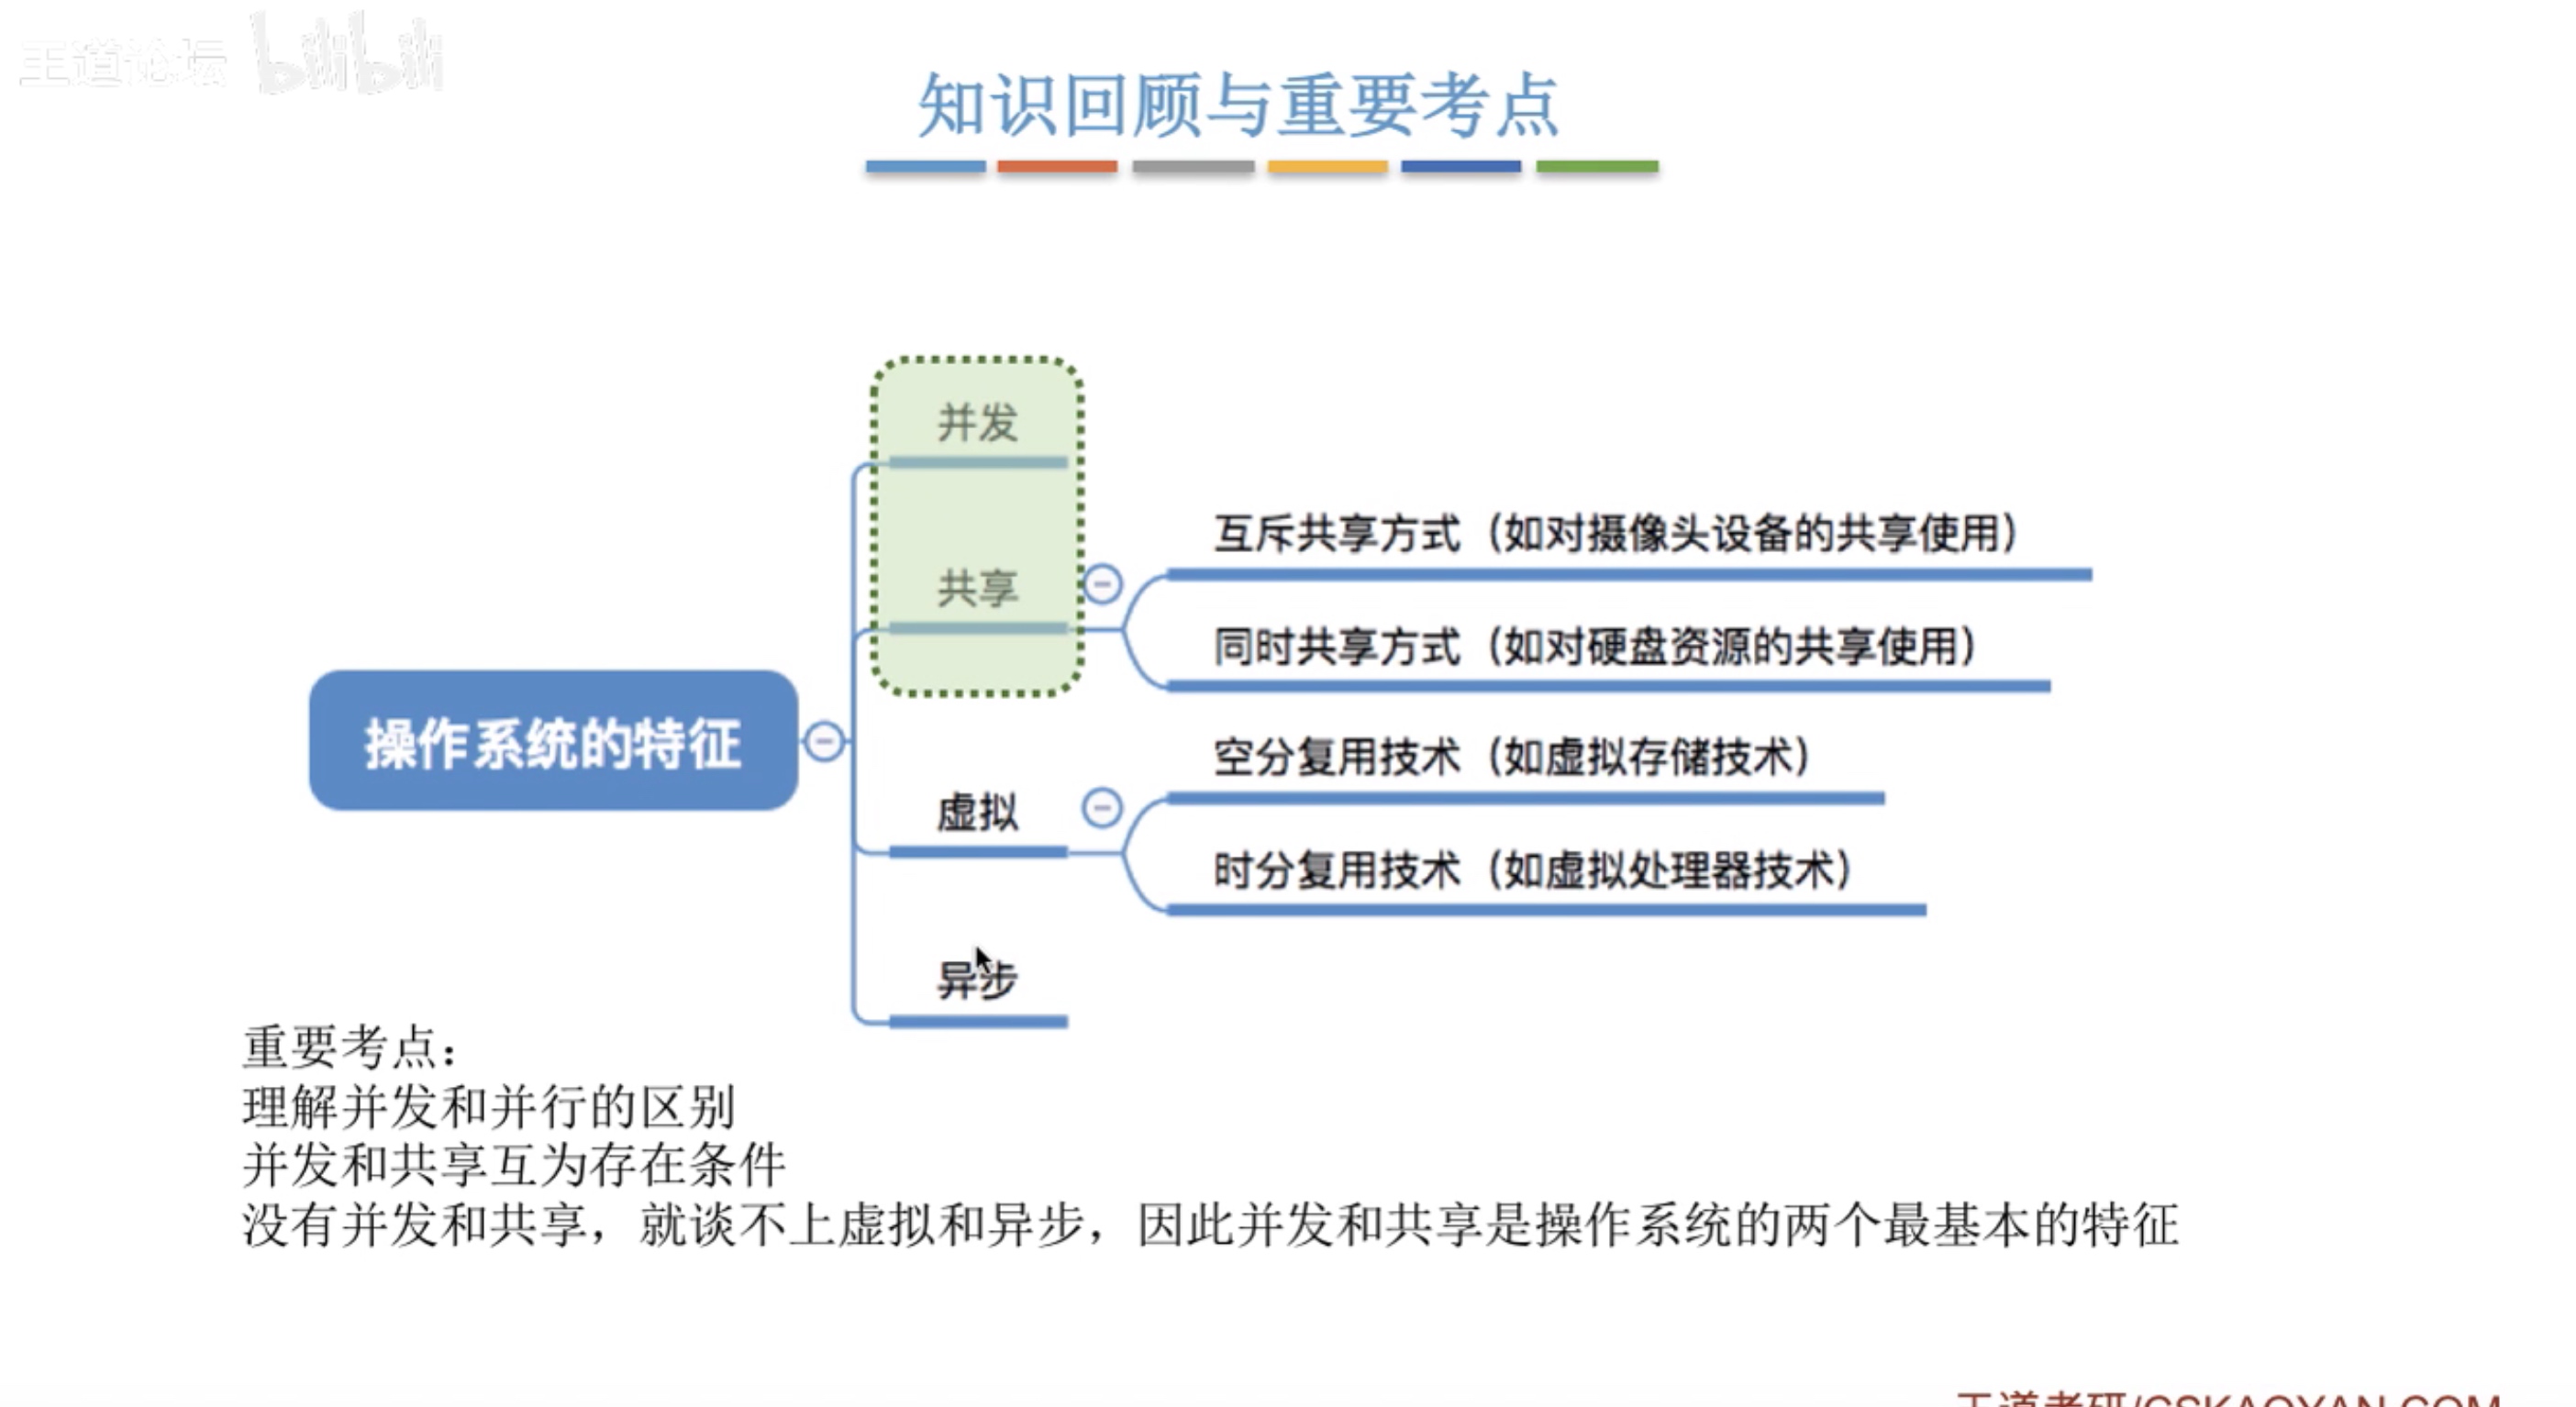 王道论坛 bilibili
知识回顾与重要考点
并发
互斥共享方式（如对摄像头设备的共享使用）
共享
同时共享方式（如对硬盘资源的共享使用）
操作系统的特征
空分复用技术（如虚拟存储技术）
虚拟
时分复用技术（如虚拟处理器技术）
异步
重要考点：
理解并发和并行的区别
并发和共享互为存在条件
没有并发和共享，就谈不上虚拟和异步，因此并发和共享是操作系统的两个最基本的特征
王道考研/CSKAOYAN.COM